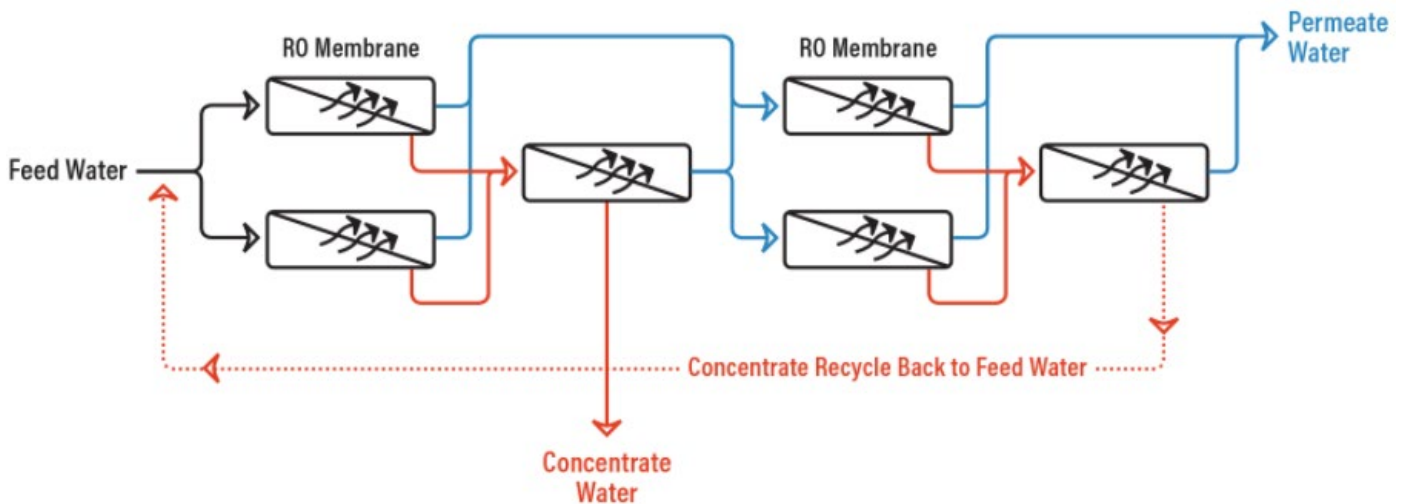 RO Membrane
RO Membrane
Permeate
Water
Feed Water
Concentrate Recycle Back to Feed Water
Concentrate
Water